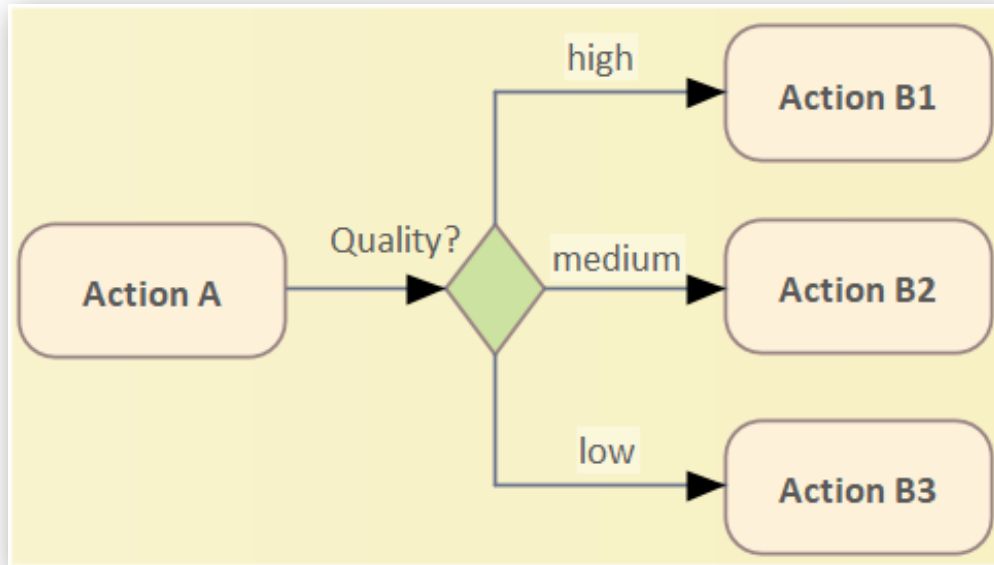 high
Action B1
Quality?
medium
Action A
Action B2
low
Action B3